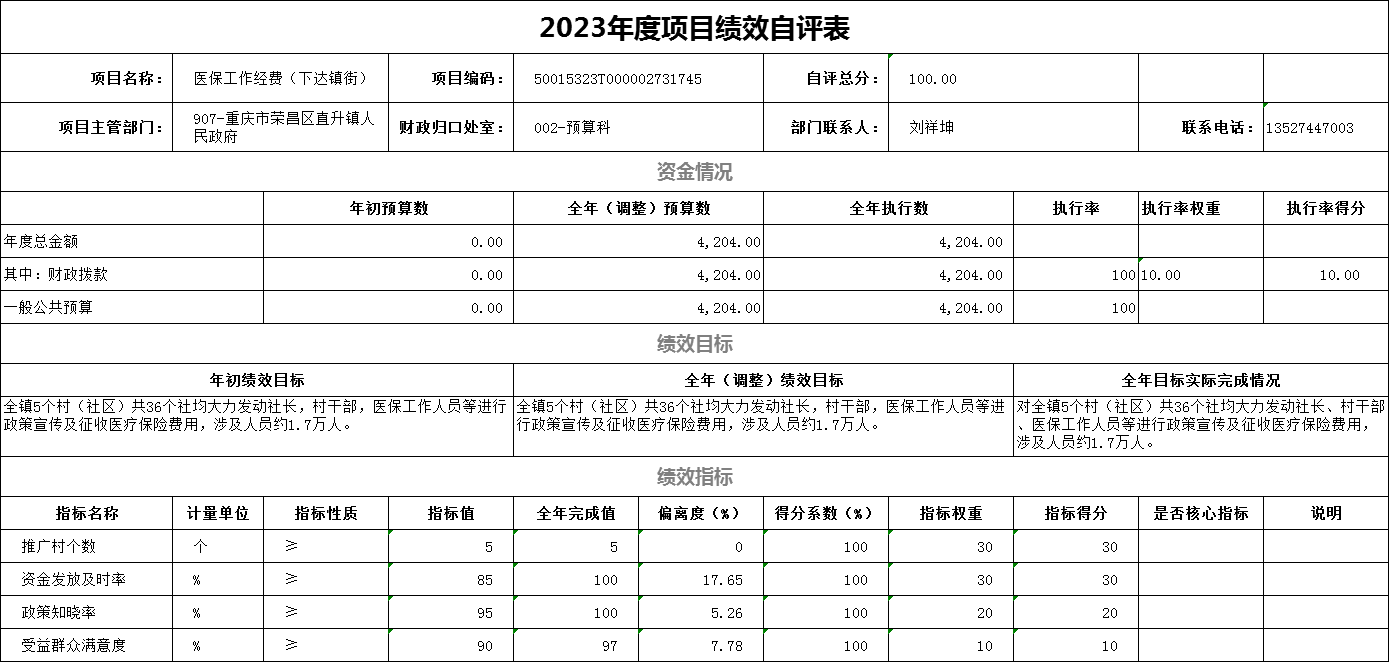 2023年度项目绩效自评表
项目名称： 医保工作经费（下达镇街） 项目编码： 50015323T000002731745 自评总分： 100.00
项目主管部门： 907-重庆市荣昌区直升镇人民政府 财政归口处室： 002-预算科 部门联系人： 刘祥坤 联系电话： 13527447003
资金情况
年初预算数 全年（调整）预算数 全年执行数 执行率 执行率权重 执行率得分
年度总金额 0.00 4,204.00 4,204.00
其中：财政拨款 0.00 4,204.00 4,204.00 100 10.00 10.00
一般公共预算 0.00 4,204.00 4,204.00 100
绩效目标
年初绩效目标 全年（调整）绩效目标 全年目标实际完成情况
全镇5个村（社区）共36个社均大力发动社长，村干部，医保工作人员等进行
政策宣传及征收医疗保险费用，涉及人员约1.7万人。
全镇5个村（社区）共36个社均大力发动社长，村干部，医保工作人员等进
行政策宣传及征收医疗保险费用，涉及人员约1.7万人。
对全镇5个村（社区）共36个社均大力发动社长、村干部
、医保工作人员等进行政策宣传及征收医疗保险费用，
涉及人员约1.7万人。
绩效指标
指标名称 计量单位 指标性质 指标值 全年完成值 偏离度（%） 得分系数（%） 指标权重 指标得分 是否核心指标 说明
推广村个数 个 ≥ 5 5 0 100 30 30
资金发放及时率 % ≥ 85 100 17.65 100 30 30
政策知晓率 % ≥ 95 100 5.26 100 20 20
受益群众满意度 % ≥ 90 97 7.78 100 10 10